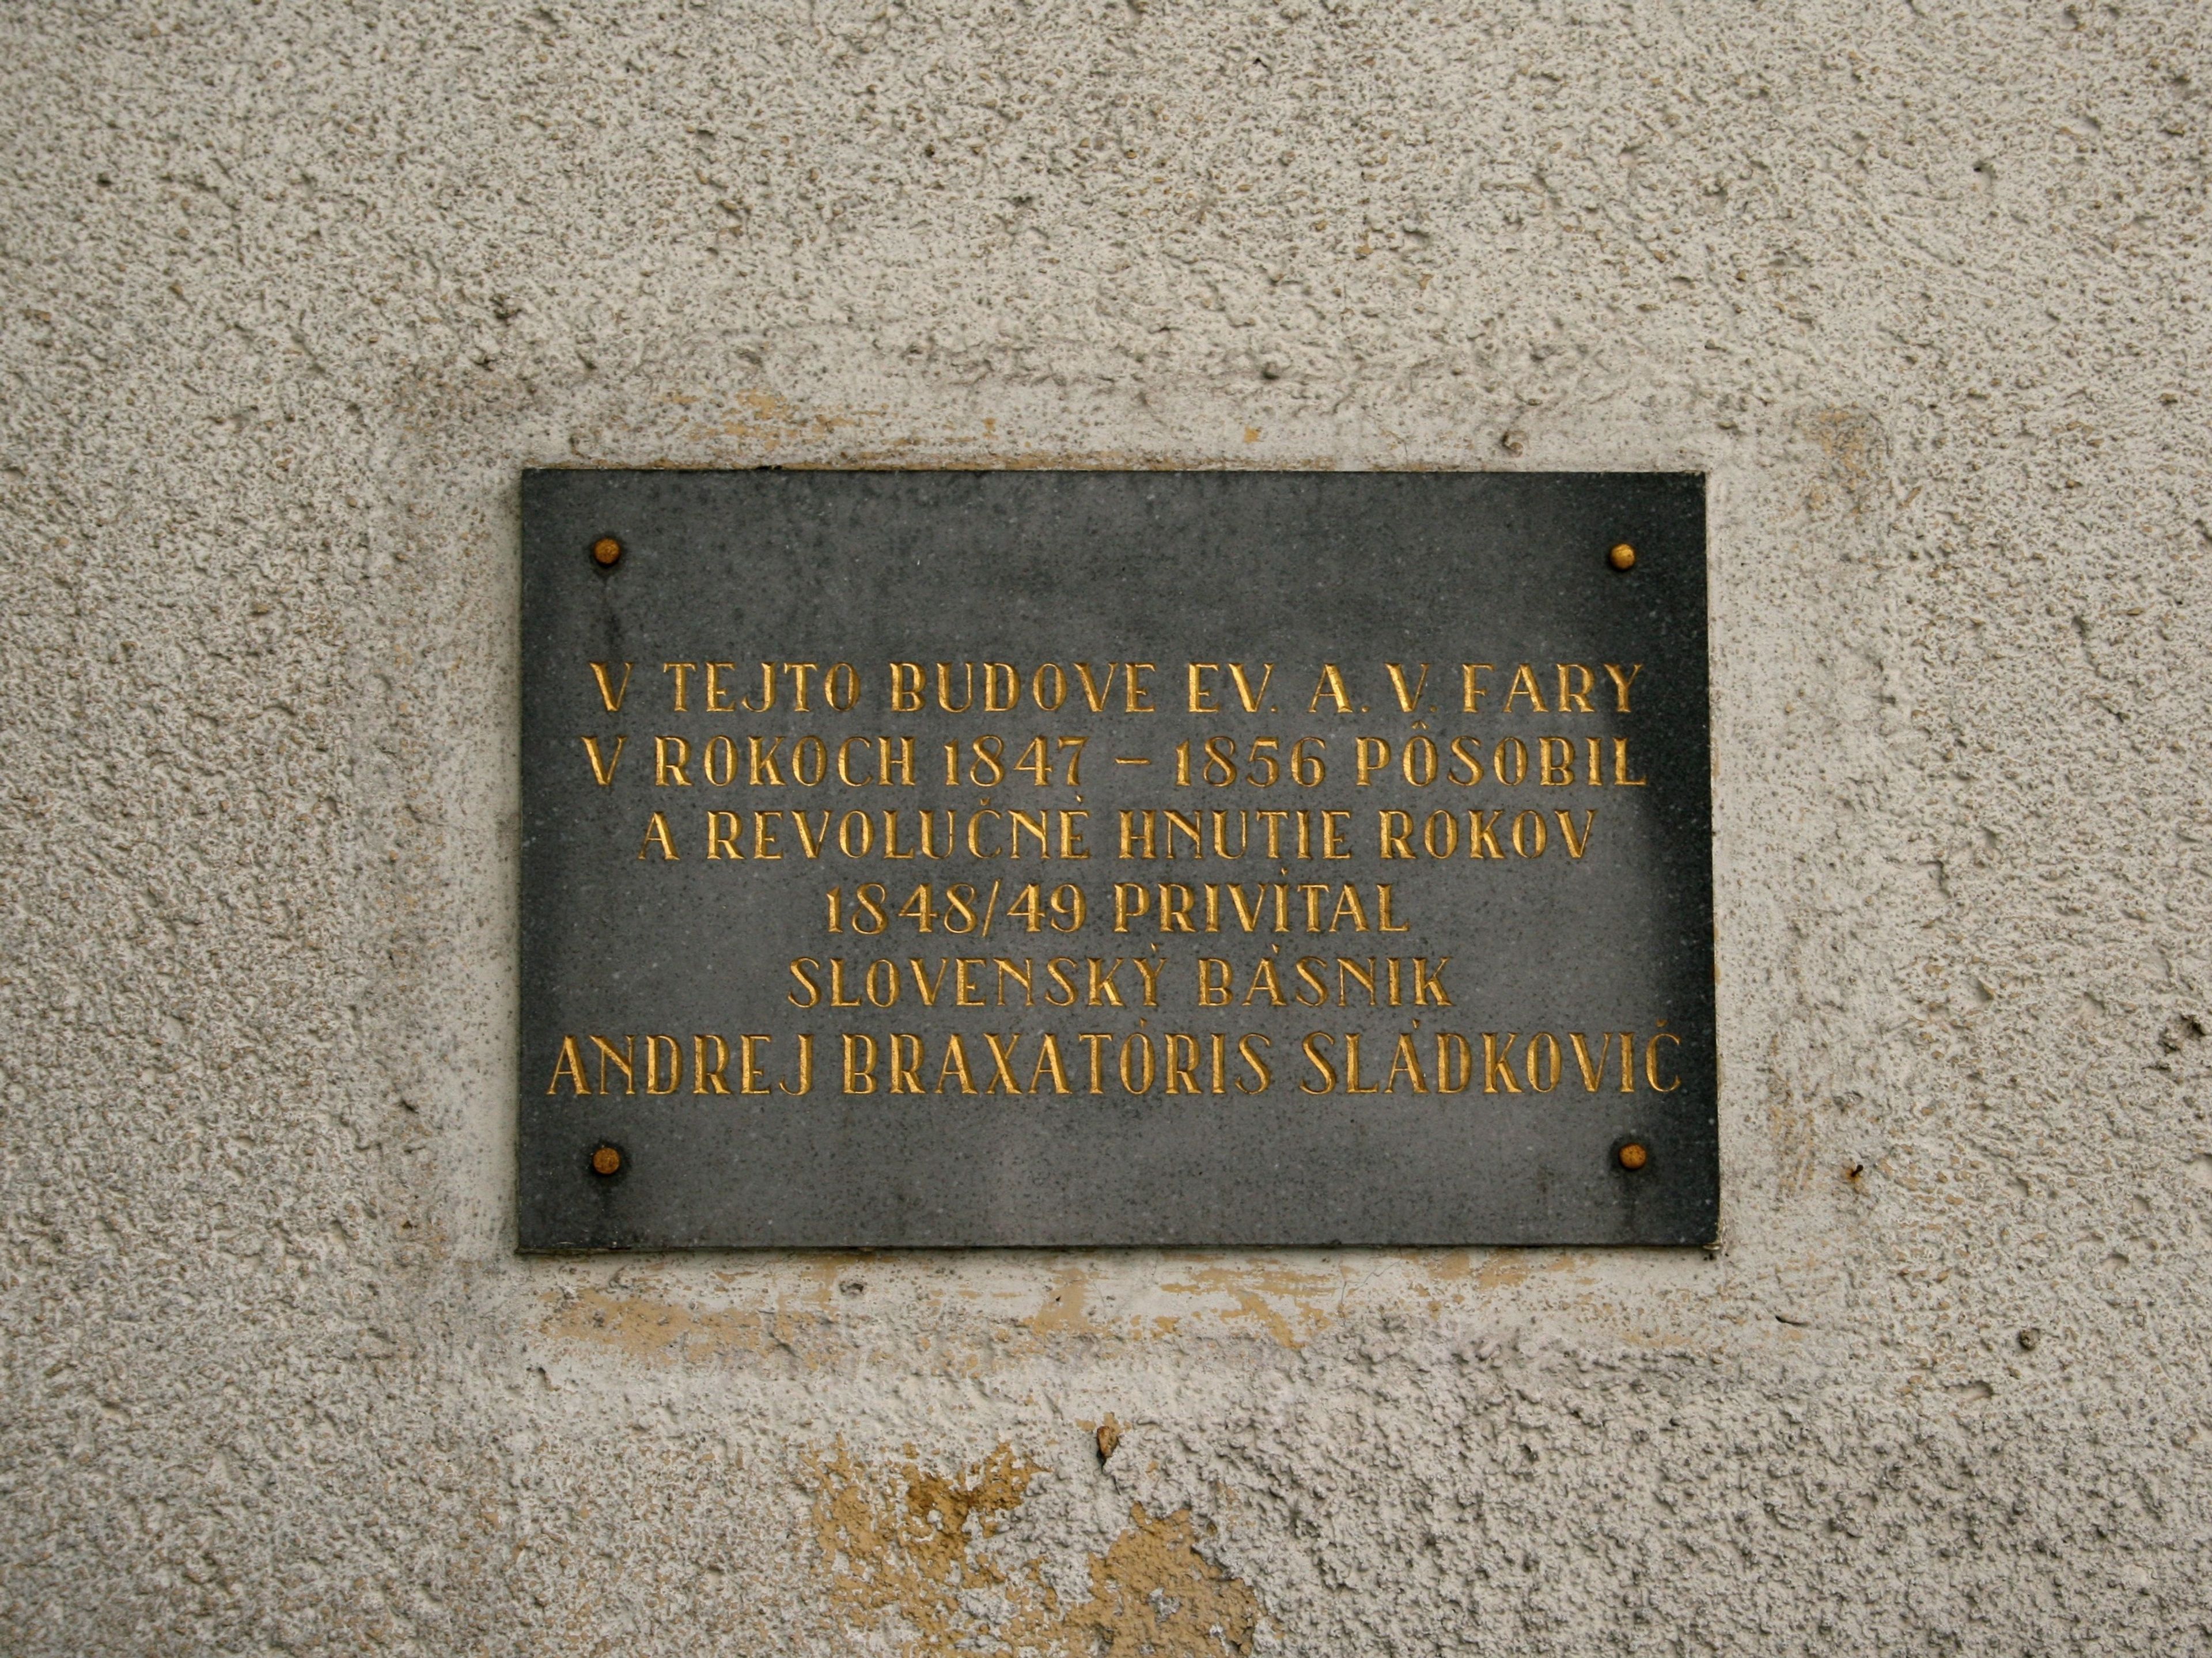 V TEJTO BUDOVE EV. A. V. FARY
V ROKOCH 1847 - 1856 PÔSOBIL
A REVOLUČNÉ HNUTIE ROKOV
1848/49 PRIVÍTAL
SLOVENSKÝ BÁSNIK
ANDREJ BRAXATÓRIS SLÁDKOVIČ